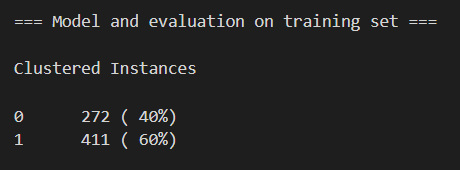 === Model and evaluation on training set ===
Clustered Instances
0      272 ( 40%)
1      411 ( 60%)